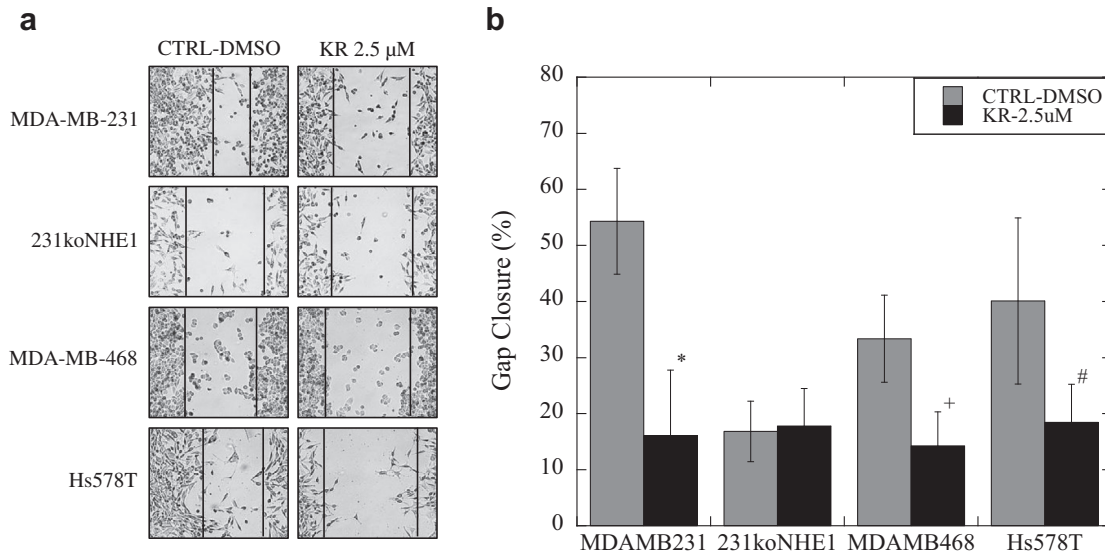 a
CTRL-DMSO KR 2.5 µM
MDA-MB-231
231koNHE1
MDA-MB-468
Hs578T
b
80
70
60
50
40
30
20
10
0
Gap Closure (%)
CTRL-DMSO
KR-2.5uM
*
+
#
MDAMB231 231koNHE1 MDAMB468 Hs578T